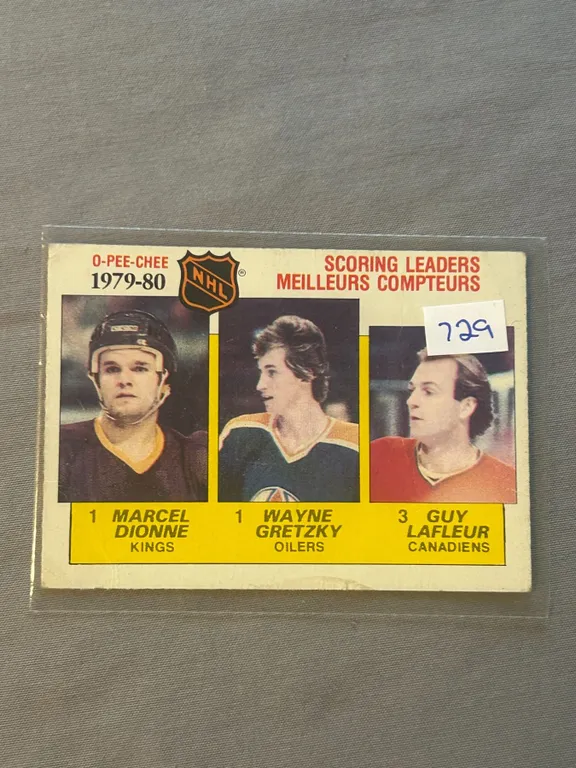 O-PEE-CHEE
1979-80
NHL
®
SCORING LEADERS
MEILLEURS COMPTEURS
729
1 MARCEL
DIONNE
KINGS
1 WAYNE
GRETZKY
OILERS
3 GUY
LAFLEUR
CANADIENS